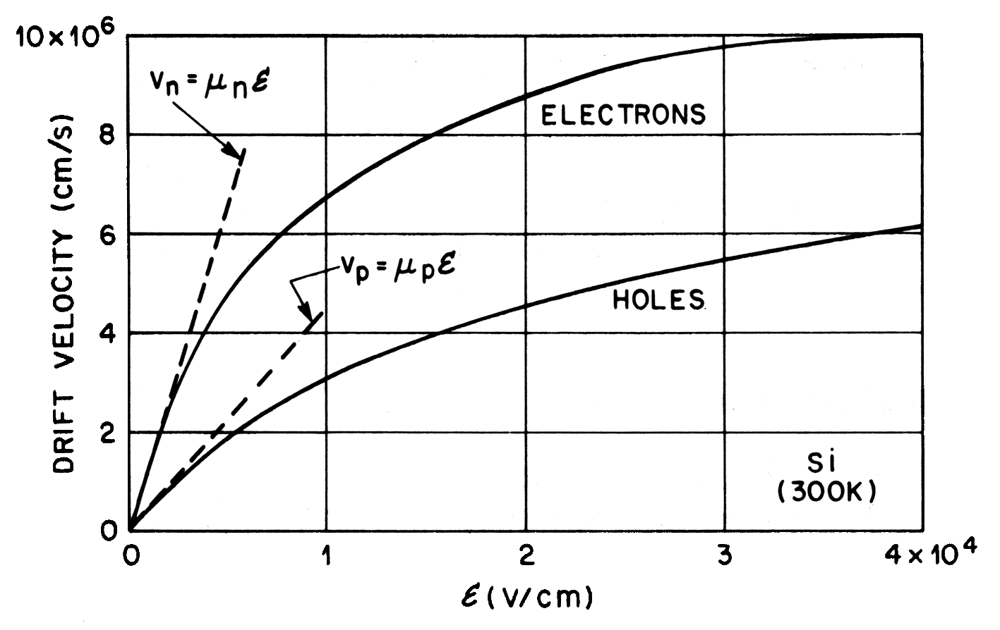 10×10⁶
vn = μnℰ
8
ELECTRONS
6
vp = μpℰ
HOLES
4
2
Si
(300K)
0
0 1 2 3 4×10⁴
ℰ(V/cm)
DRIFT VELOCITY (cm/s)